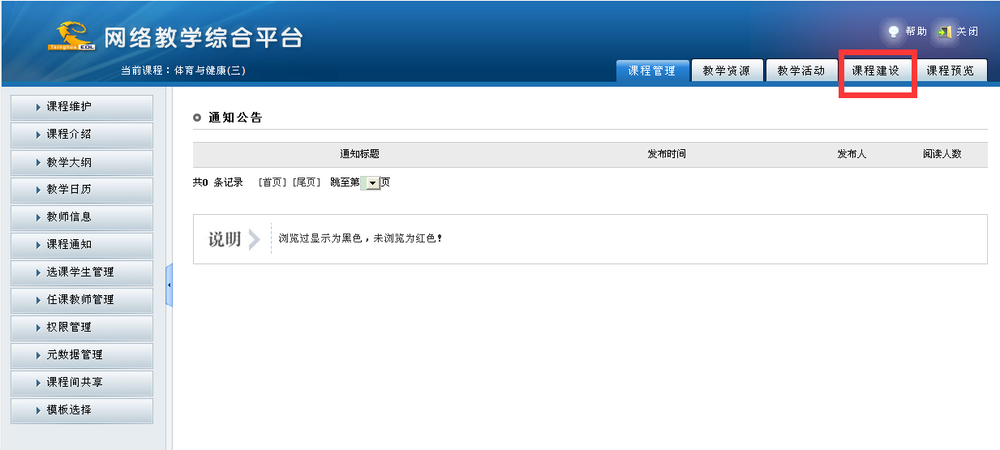 网络教学综合平台
Tsinghua EOL
帮助 关闭
当前课程：体育与健康(三)
课程管理 教学资源 教学活动 课程建设 课程预览
课程维护
课程介绍
教学大纲
教学日历
教师信息
课程通知
选课学生管理
任课教师管理
权限管理
元数据管理
课程间共享
模板选择
通知公告
通知标题 发布时间 发布人 阅读人数
共0 条记录 [首页] [尾页] 跳至第 页
说明 浏览过显示为黑色，未浏览为红色！